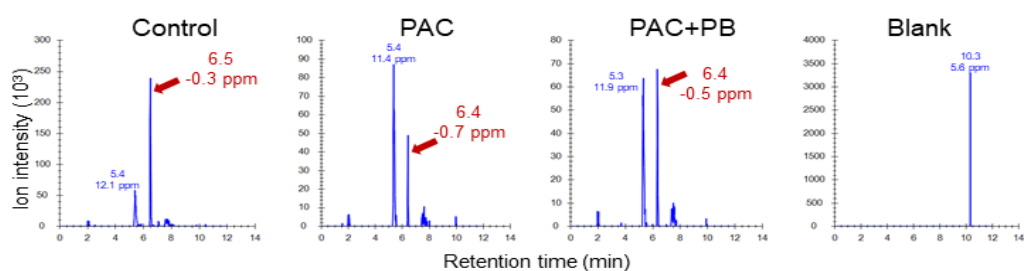 Control
PAC
PAC+PB
Blank
Ion intensity (10³)
300
250
200
150
100
50
0
6.5
-0.3 ppm
5.4
12.1 ppm
0 2 4 6 8 10 12 14
100
90
80
70
60
50
40
30
20
10
0
5.4
11.4 ppm
6.4
-0.7 ppm
0 2 4 6 8 10 12 14
80
70
60
50
40
30
20
10
0
5.3
11.9 ppm
6.4
-0.5 ppm
0 2 4 6 8 10 12 14
4000
3500
3000
2500
2000
1500
1000
500
0
10.3
5.6 ppm
0 2 4 6 8 10 12 14
Retention time (min)